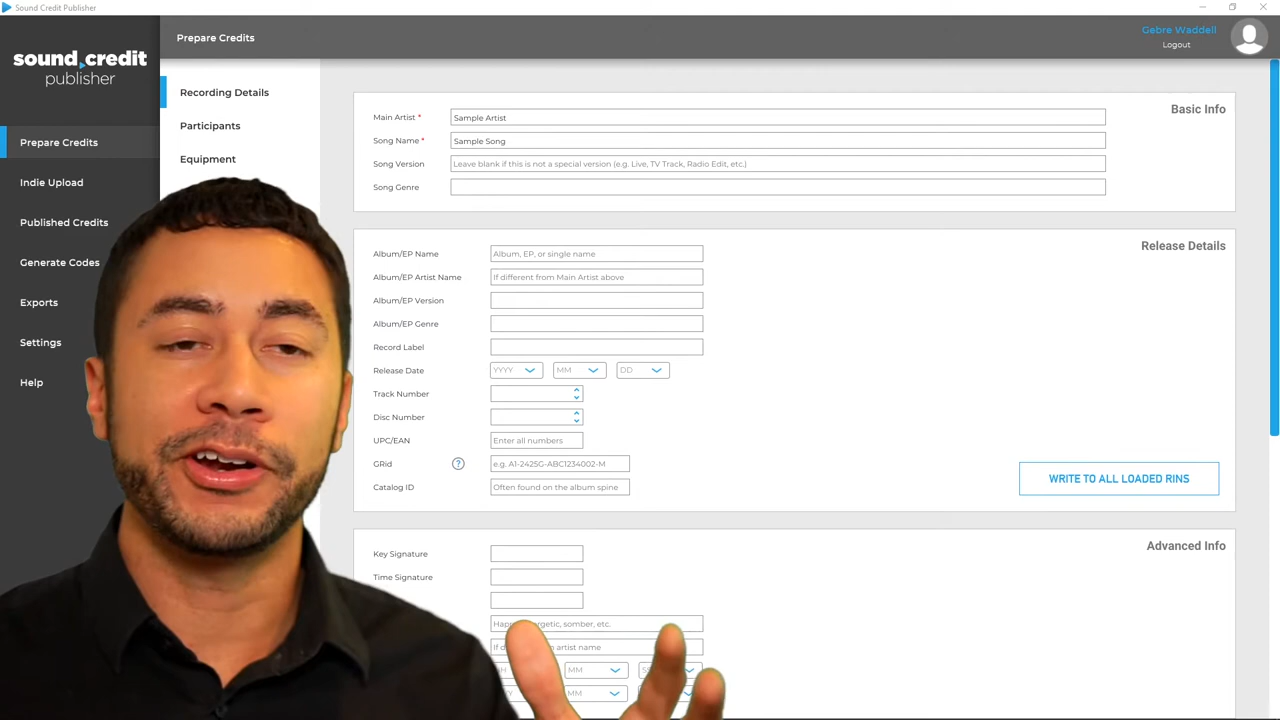 Sound Credit Publisher
sound.credit
publisher
Prepare Credits
Gebre Waddell
Logout
Prepare Credits
Indie Upload
Published Credits
Generate Codes
Exports
Settings
Help
Recording Details
Participants
Equipment
Basic Info
Main Artist * Sample Artist
Song Name * Sample Song
Song Version Leave blank if this is not a special version (e.g. Live, TV Track, Radio Edit, etc.)
Song Genre
Release Details
Album/EP Name Album, EP, or single name
Album/EP Artist Name If different from Main Artist above
Album/EP Version
Album/EP Genre
Record Label
Release Date YYYY MM DD
Track Number
Disc Number
UPC/EAN Enter all numbers
GRid ? e.g. A1-2425G-ABC1234002-M
Catalog ID Often found on the album spine
WRITE TO ALL LOADED RINS
Advanced Info
Key Signature
Time Signature
somber, etc.
artist name
MM
MM